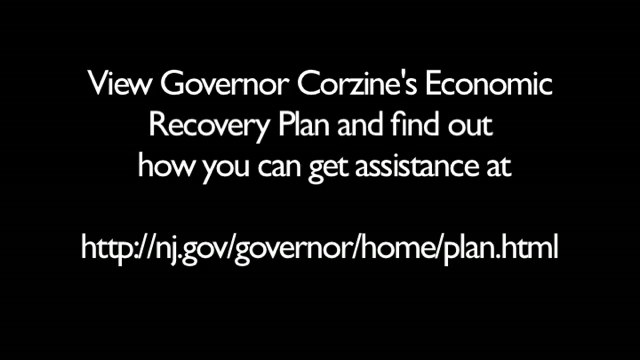 View Governor Corzine's Economic
Recovery Plan and find out
how you can get assistance at
http://nj.gov/governor/home/plan.html